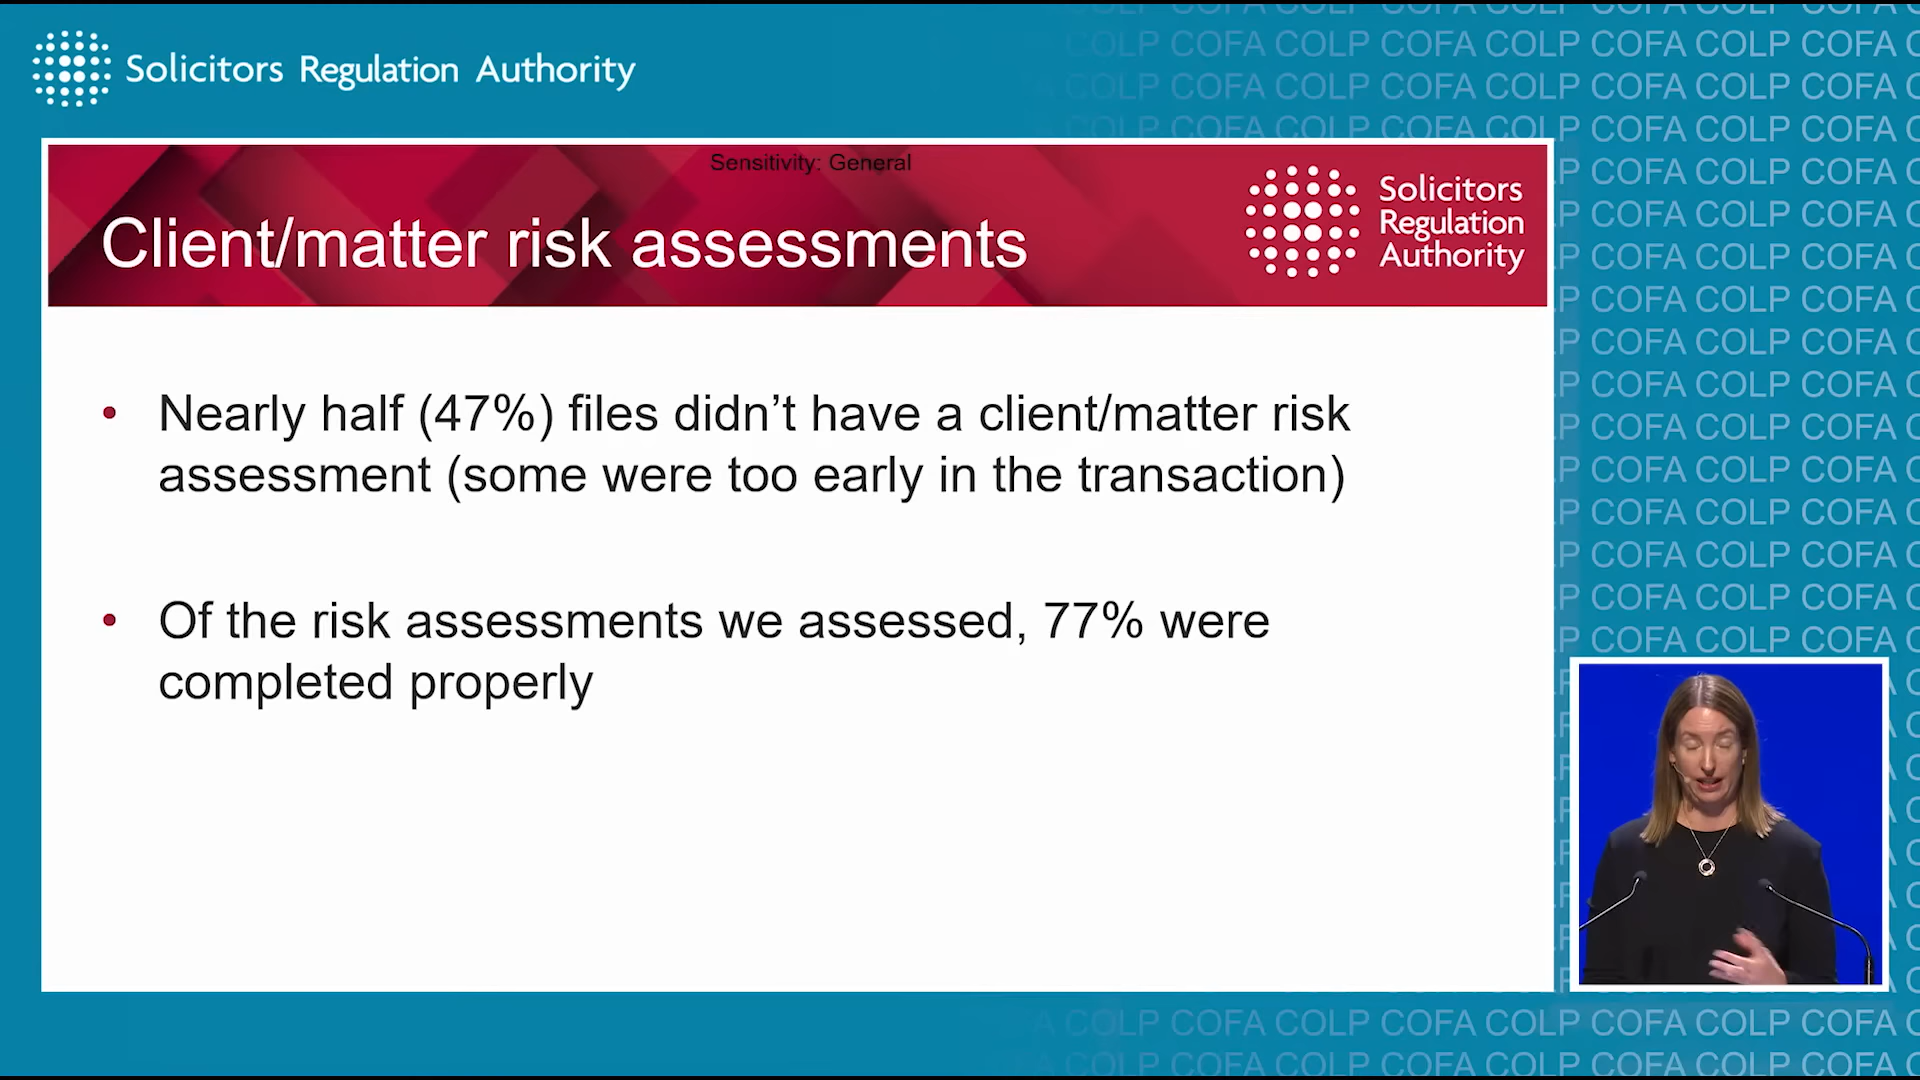 Solicitors Regulation Authority
Sensitivity: General
Client/matter risk assessments
Solicitors
Regulation
Authority
• Nearly half (47%) files didn’t have a client/matter risk
assessment (some were too early in the transaction)
• Of the risk assessments we assessed, 77% were
completed properly
COLP COFA COLP COFA COLP COFA COLP COFA